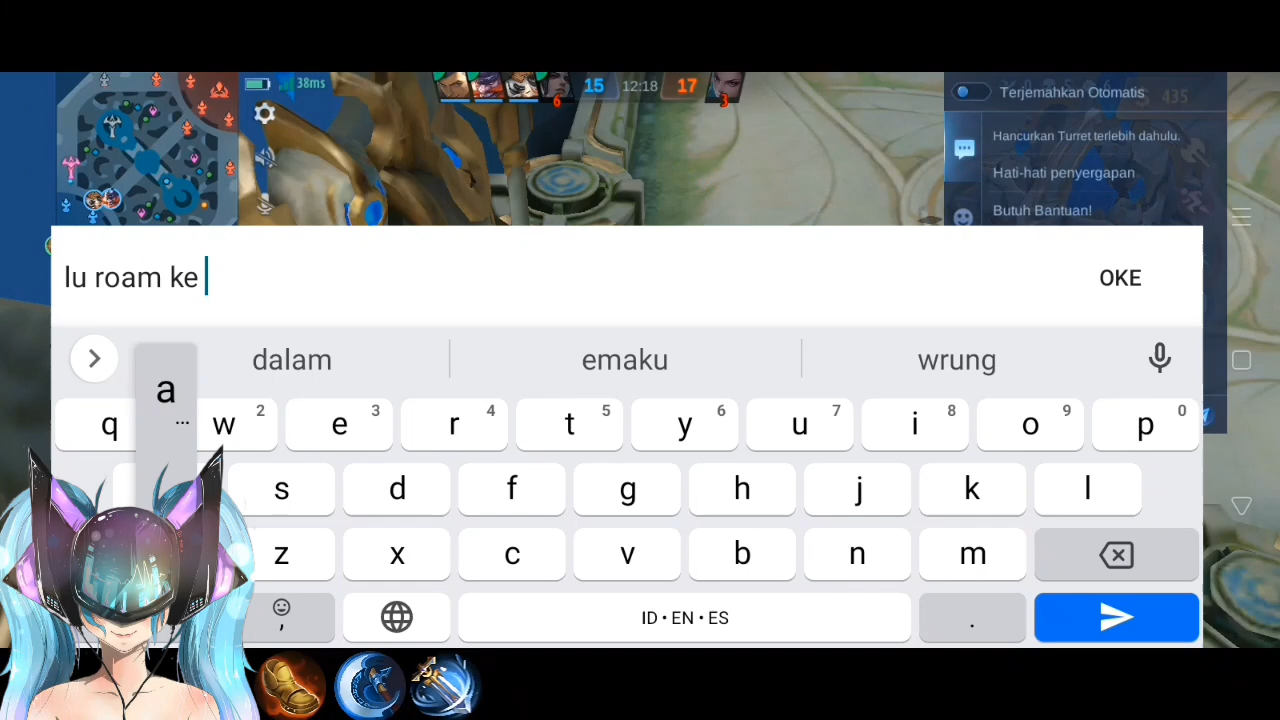 38ms
15 12:18 17
6
3
Terjemahkan Otomatis
435
Hancurkan Turret terlebih dahulu.
Hati-hati penyergapan
Butuh Bantuan!
lu roam ke
OKE
dalam emaku wrung
a
...
q w 2 e 3 r 4 t 5 y 6 u 7 i 8 o 9 p 0
s d f g h j k l
z x c v b n m
, ID • EN • ES .